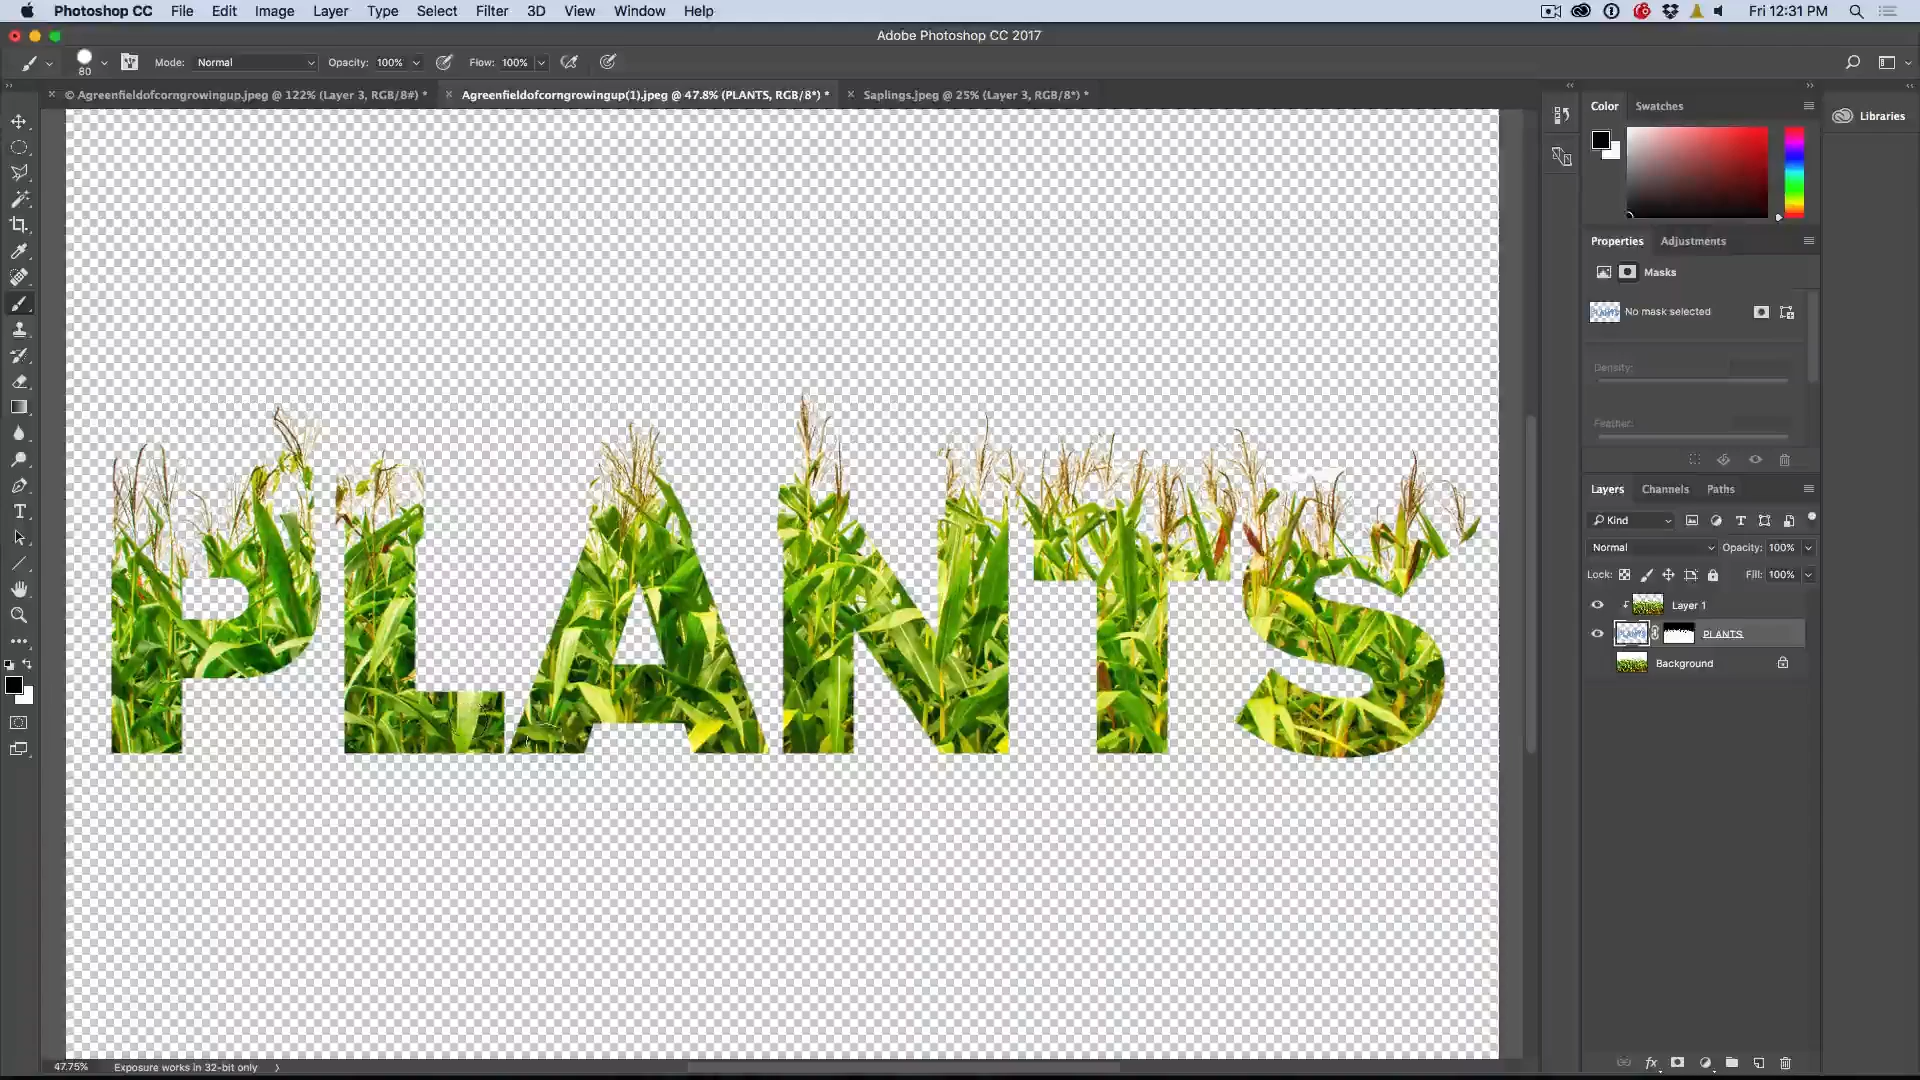 Photoshop CC File Edit Image Layer Type Select Filter 3D View Window Help Fri 12:31 PM
Adobe Photoshop CC 2017
80 Mode: Normal Opacity: 100% Flow: 100%
© Agreenfieldofcorngrowingup.jpeg @ 122% (Layer 3, RGB/8#) * Agreenfieldofcorngrowingup(1).jpeg @ 47.8% (PLANTS, RGB/8*) * Saplings.jpeg @ 25% (Layer 3, RGB/8*) *
Color Swatches
Libraries
Properties Adjustments
Masks
PLANTS No mask selected
Density:
Feather:
PLANTS
Layers Channels Paths
Kind
Normal Opacity: 100%
Lock: Fill: 100%
Layer 1
PLANTS PLANTS
Background
47.75% Exposure works in 32-bit only
fx